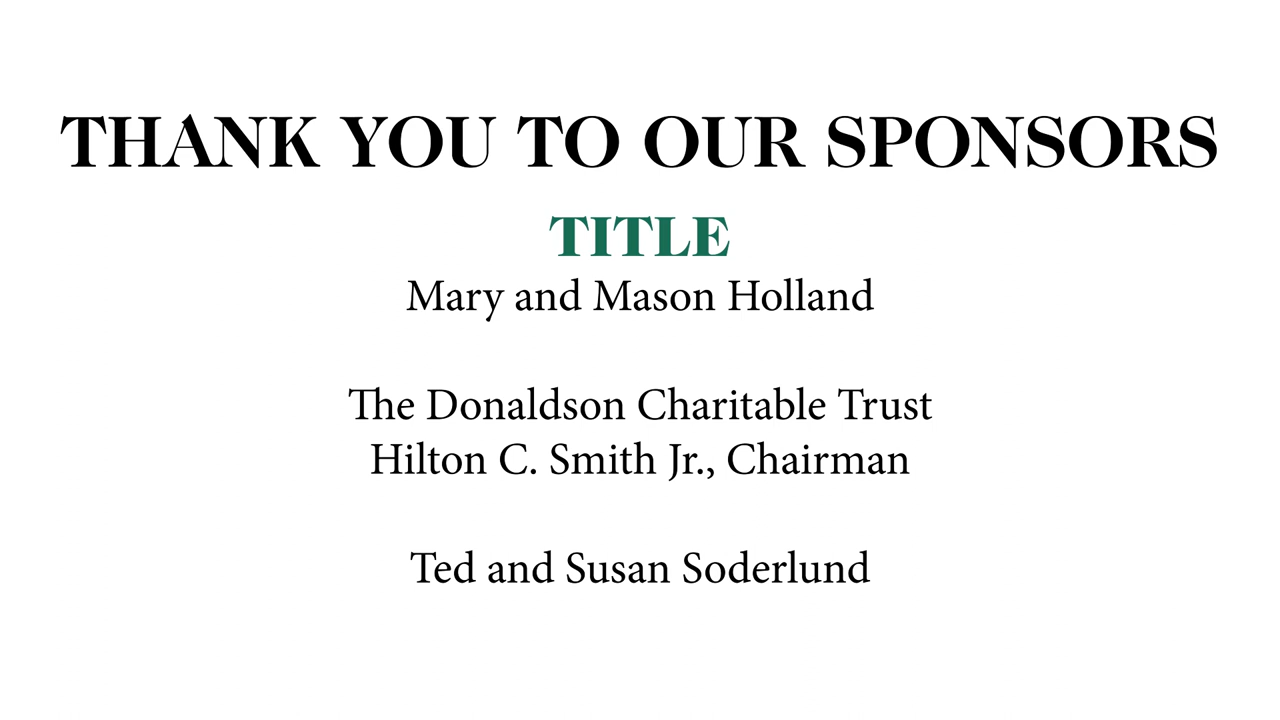 THANK YOU TO OUR SPONSORS
TITLE
Mary and Mason Holland
The Donaldson Charitable Trust
Hilton C. Smith Jr., Chairman
Ted and Susan Soderlund